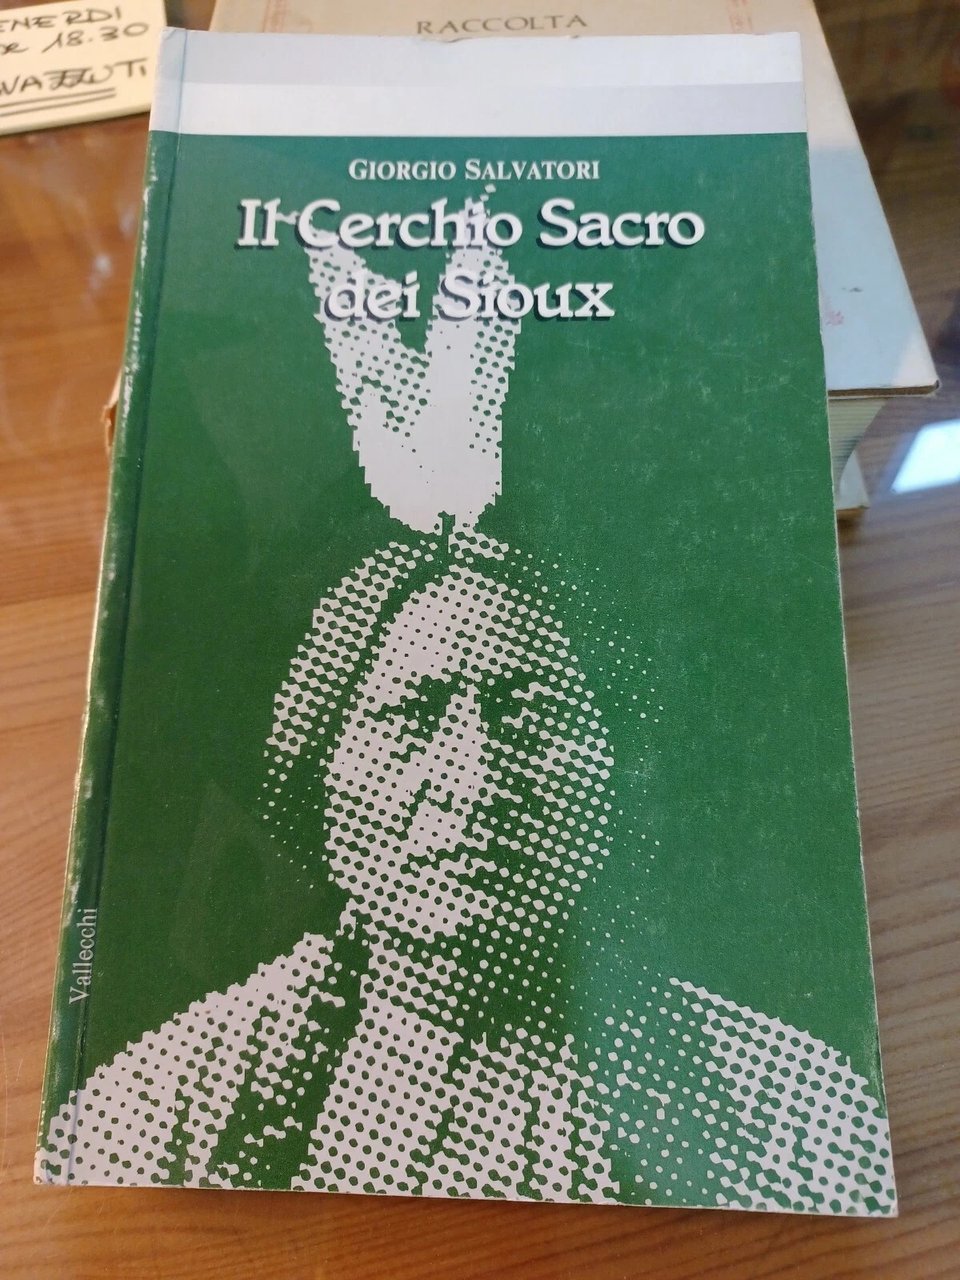 18.30
RACCOLTA
GIORGIO SALVATORI
Il Cerchio Sacro
dei Sioux
Vallecchi